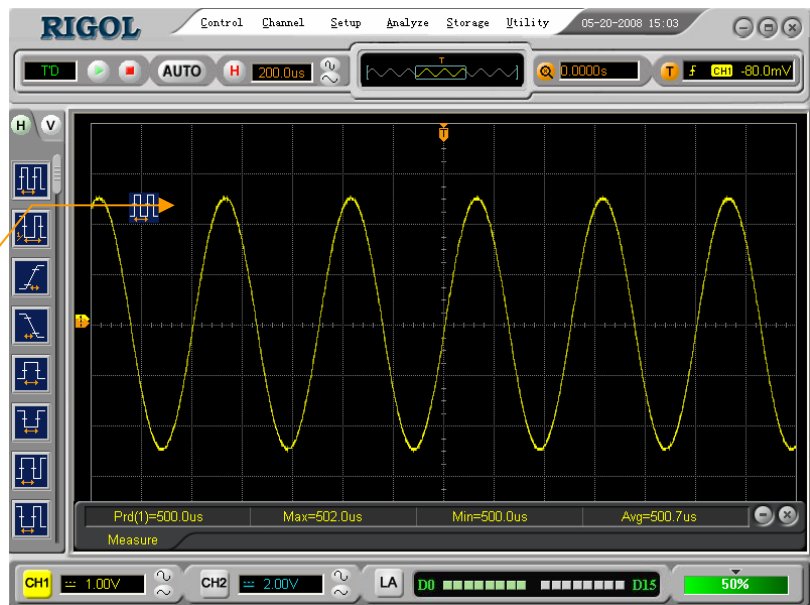 RIGOL Control Channel Setup Analyze Storage Utility 05-20-2008 15:03
T'D AUTO H 200.0us T 0.0000s T CH1 -80.0mV
H V
T
1
Prd(1)=500.0us Max=502.0us Min=500.0us Avg=500.7us
Measure
CH1 1.00V CH2 2.00V LA D0 D15 50%